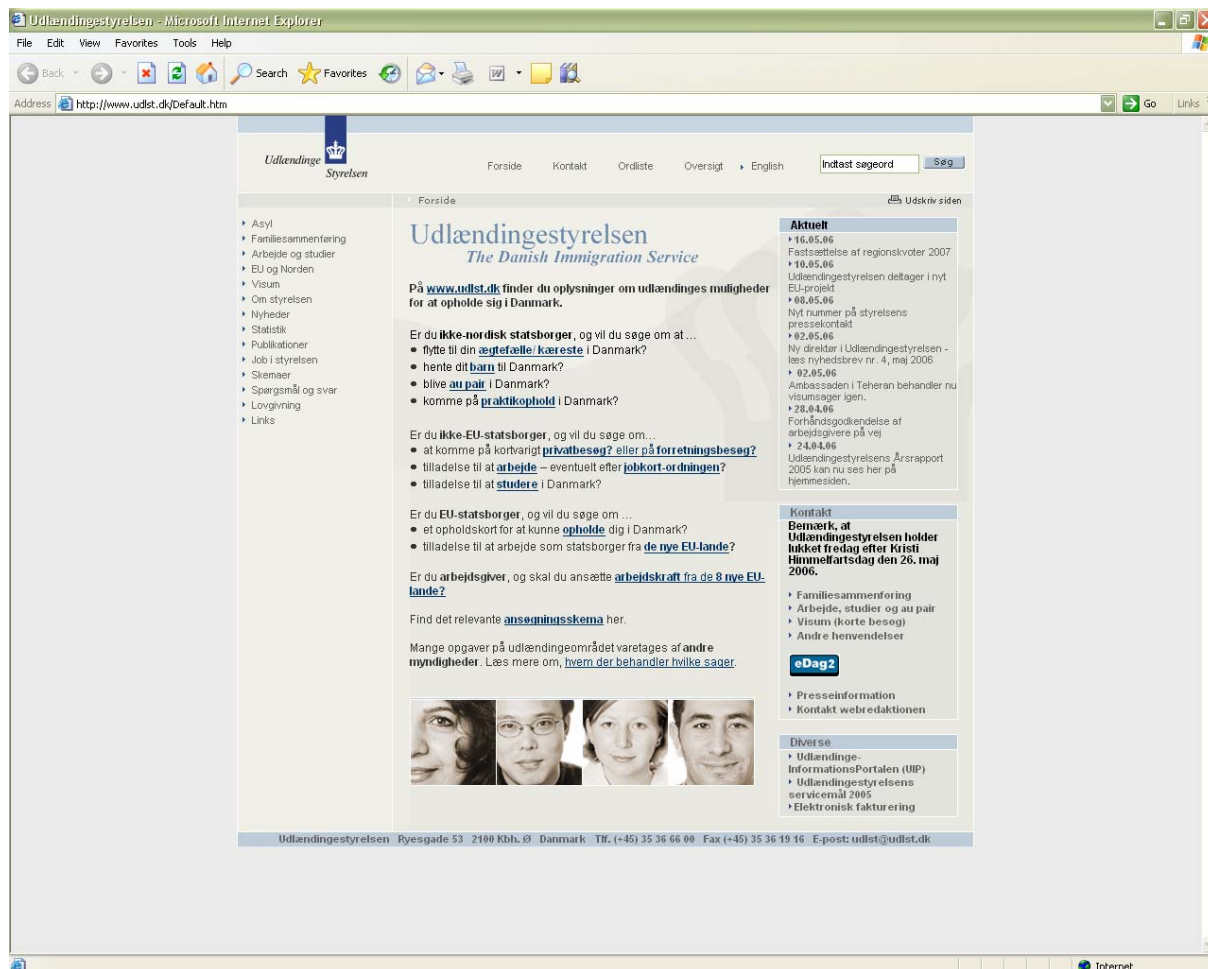 Udlændingestyrelsen - Microsoft Internet Explorer
File Edit View Favorites Tools Help
Back Search Favorites
Address http://www.udlst.dk/Default.htm Go Links
Udlændinge
Styrelsen
Forside Kontakt Ordliste Oversigt English Indtast søgeord Søg
Forside Udskriv siden
Asyl
Familiesammenføring
Arbejde og studier
EU og Norden
Visum
Om styrelsen
Nyheder
Statistik
Publikationer
Job i styrelsen
Skemaer
Spørgsmål og svar
Lovgivning
Links
Udlændingestyrelsen
The Danish Immigration Service
På www.udlst.dk finder du oplysninger om udlændinges muligheder
for at opholde sig i Danmark.
Er du ikke-nordisk statsborger, og vil du søge om at ...
• flytte til din ægtefælle/kæreste i Danmark?
• hente dit barn til Danmark?
• blive au pair i Danmark?
• komme på praktikophold i Danmark?
Er du ikke-EU-statsborger, og vil du søge om...
• at komme på kortvarigt privatbesøg? eller på forretningsbesøg?
• tilladelse til at arbejde – eventuelt efter jobkort-ordningen?
• tilladelse til at studere i Danmark?
Er du EU-statsborger, og vil du søge om ...
• et opholdskort for at kunne opholde dig i Danmark?
• tilladelse til at arbejde som statsborger fra de nye EU-lande?
Er du arbejdsgiver, og skal du ansætte arbejdskraft fra de 8 nye EU-
lande?
Find det relevante ansøgningsskema her.
Mange opgaver på udlændingeområdet varetages af andre
myndigheder. Læs mere om, hvem der behandler hvilke sager.
Aktuelt
16.05.06
Fastsættelse af regionskvoter 2007
10.05.06
Udlændingestyrelsen deltager i nyt
EU-projekt
08.05.06
Nyt nummer på styrelsens
pressekontakt
02.05.06
Ny direktør i Udlændingestyrelsen -
læs nyhedsbrev nr. 4, maj 2006
02.05.06
Ambassaden i Teheran behandler nu
visumsager igen.
28.04.06
Forhåndsgodkendelse af
arbejdsgivere på vej
24.04.06
Udlændingestyrelsens Årsrapport
2005 kan nu ses her på
hjemmesiden.
Kontakt
Bemærk, at
Udlændingestyrelsen holder
lukket fredag efter Kristi
Himmelfartsdag den 26. maj
2006.
Familiesammenføring
Arbejde, studier og au pair
Visum (korte besøg)
Andre henvendelser
eDag2
Presseinformation
Kontakt webredaktionen
Diverse
Udlændinge-
InformationsPortalen (UIP)
Udlændingestyrelsens
servicemål 2005
Elektronisk fakturering
Udlændingestyrelsen Ryesgade 53 2100 Kbh. Ø Danmark Tlf. (+45) 35 36 66 00 Fax (+45) 35 36 19 16 E-post: udlst@udlst.dk
Internet